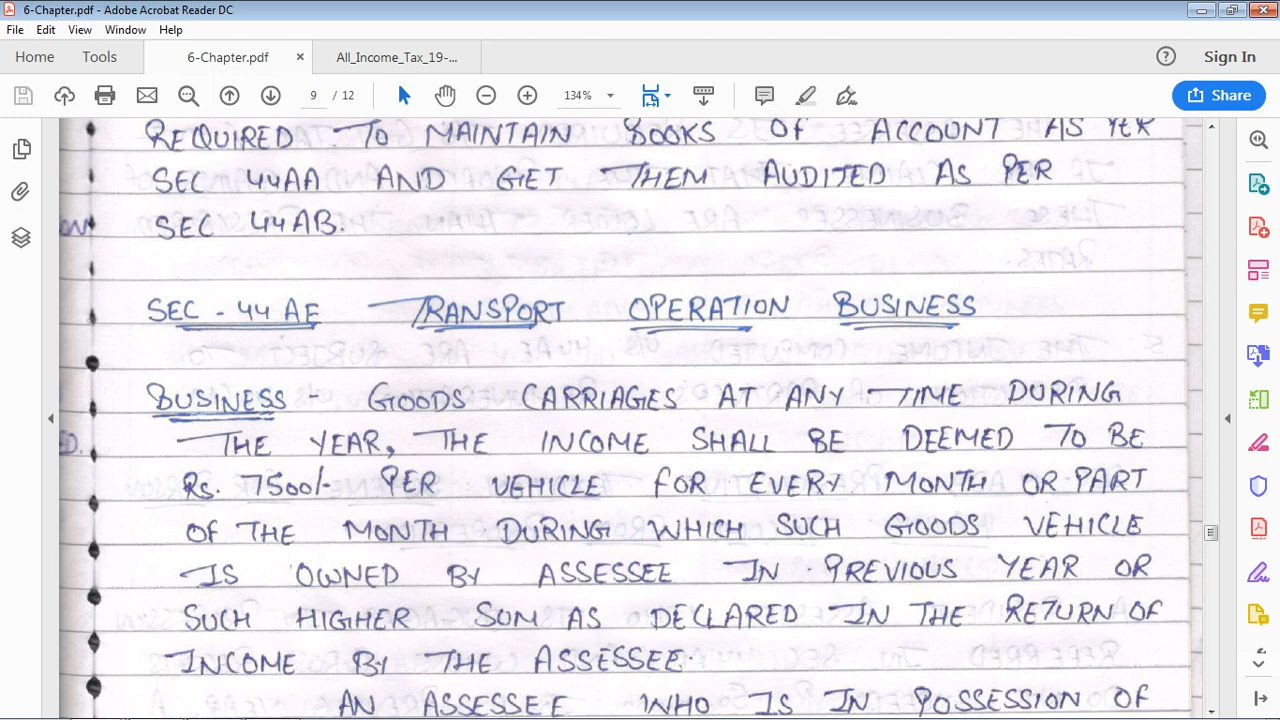 6-Chapter.pdf - Adobe Acrobat Reader DC
File Edit View Window Help
Home Tools 6-Chapter.pdf × All_Income_Tax_19-... ? Sign In
9 / 12 134% Share
REQUIRED TO MAINTAIN BOOKS OF ACCOUNT AS PER
SEC 44AA AND GET THEM AUDITED AS PER
SEC 44AB.
SEC - 44 AE TRANSPORT OPERATION BUSINESS
BUSINESS - GOODS CARRIAGES AT ANY TIME DURING
THE YEAR, THE INCOME SHALL BE DEEMED TO BE
Rs. 7500/- PER VEHICLE FOR EVERY MONTH OR PART
OF THE MONTH DURING WHICH SUCH GOODS VEHICLE
IS OWNED BY ASSESSEE IN PREVIOUS YEAR OR
SUCH HIGHER SUM AS DECLARED IN THE RETURN OF
INCOME BY THE ASSESSEE.
AN ASSESSEE WHO IS IN POSSESSION OF